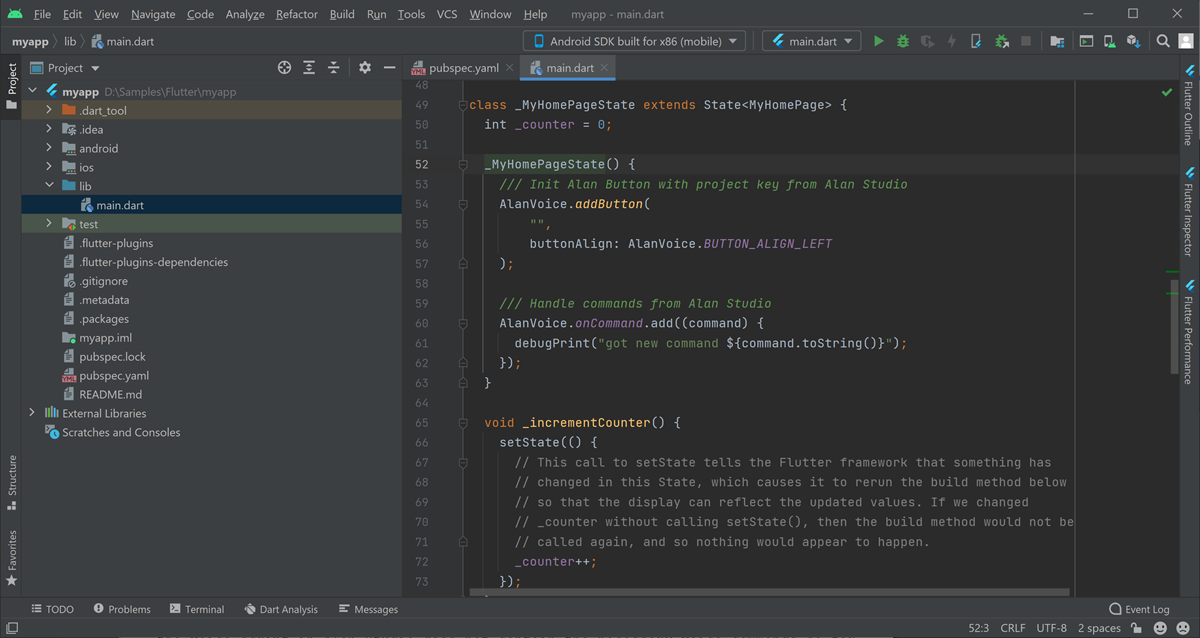 File Edit View Navigate Code Analyze Refactor Build Run Tools VCS Window Help myapp - main.dart
myapp lib main.dart Android SDK built for x86 (mobile) main.dart
Project
Project
pubspec.yaml
main.dart
myapp D:\Samples\Flutter\myapp
.dart_tool
.idea
android
ios
lib
main.dart
test
.flutter-plugins
.flutter-plugins-dependencies
.gitignore
.metadata
.packages
myapp.iml
pubspec.lock
pubspec.yaml
README.md
External Libraries
Scratches and Consoles
Structure
Favorites
48
49 class _MyHomePageState extends State<MyHomePage> {
50 int _counter = 0;
51
52 _MyHomePageState() {
53 /// Init Alan Button with project key from Alan Studio
54 AlanVoice.addButton(
55 "",
56 buttonAlign: AlanVoice.BUTTON_ALIGN_LEFT
57 );
58
59 /// Handle commands from Alan Studio
60 AlanVoice.onCommand.add((command) {
61 debugPrint("got new command ${command.toString()}");
62 });
63 }
64
65 void _incrementCounter() {
66 setState(() {
67 // This call to setState tells the Flutter framework that something has
68 // changed in this State, which causes it to rerun the build method below
69 // so that the display can reflect the updated values. If we changed
70 // _counter without calling setState(), then the build method would not be
71 // called again, and so nothing would appear to happen.
72 _counter++;
73 });
Flutter Outline
Flutter Inspector
Flutter Performance
TODO Problems Terminal Dart Analysis Messages Event Log
52:3 CRLF UTF-8 2 spaces